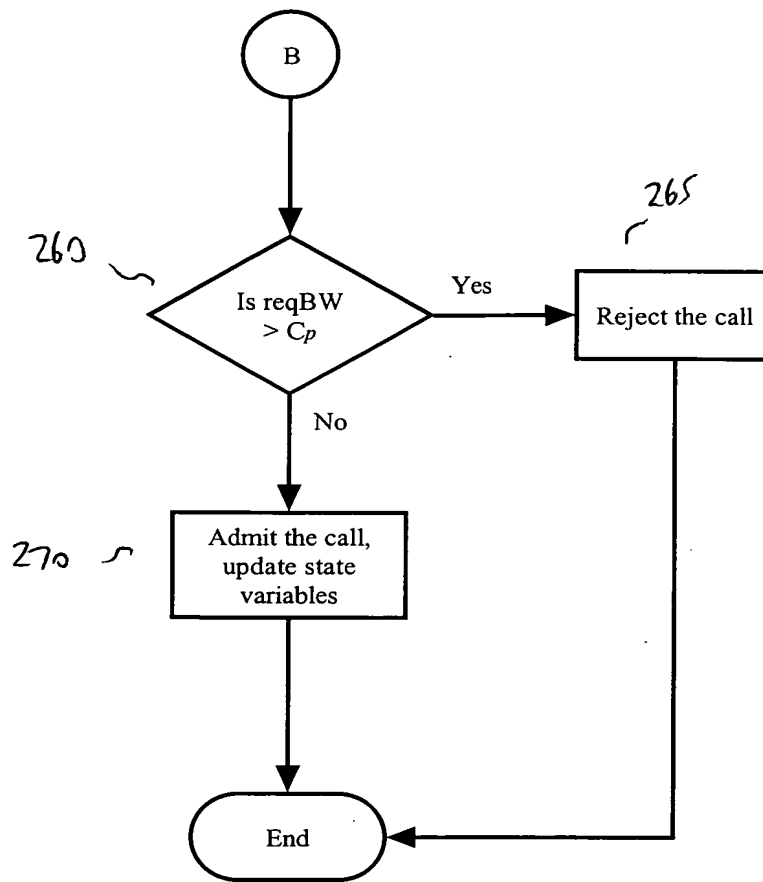 B
265
260
Is reqBW
> Cp
Yes
Reject the call
No
270
Admit the call,
update state
variables
End